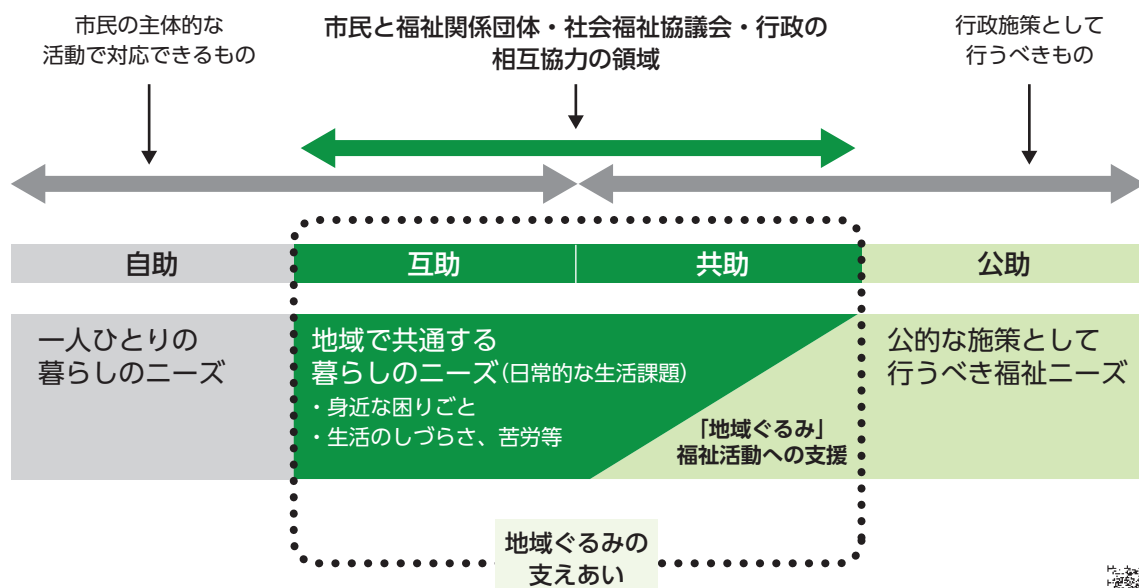 市民の主体的な
活動で対応できるもの
市民と福祉関係団体・社会福祉協議会・行政の
相互協力の領域
行政施策として
行うべきもの
自助
互助
共助
公助
一人ひとりの
暮らしのニーズ
地域で共通する
暮らしのニーズ(日常的な生活課題)
・身近な困りごと
・生活のしづらさ、苦労等
「地域ぐるみ」
福祉活動への支援
公的な施策として
行うべき福祉ニーズ
地域ぐるみの
支えあい